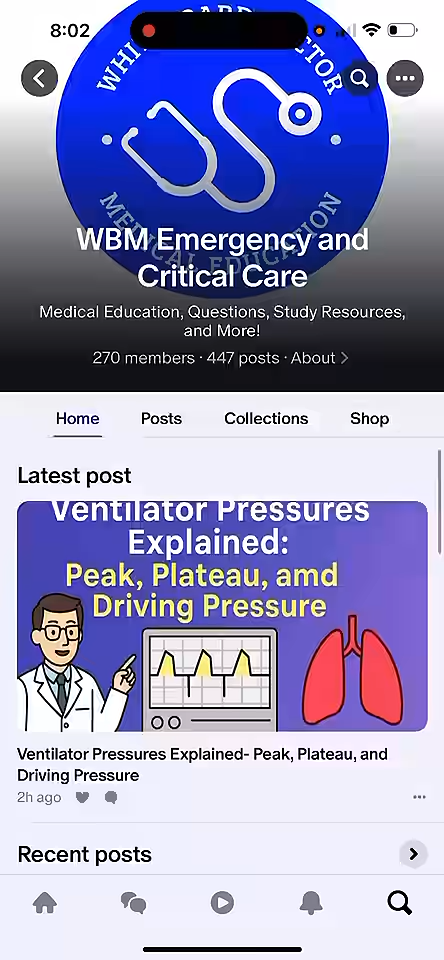 8:02
MEDICAL EDUCATION
WBM Emergency and
Critical Care
Medical Education, Questions, Study Resources,
and More!
270 members · 447 posts · About >
Home Posts Collections Shop
Latest post
Ventilator Pressures
Explained:
Peak, Plateau, amd
Driving Pressure
Ventilator Pressures Explained- Peak, Plateau, and
Driving Pressure
2h ago
Recent posts